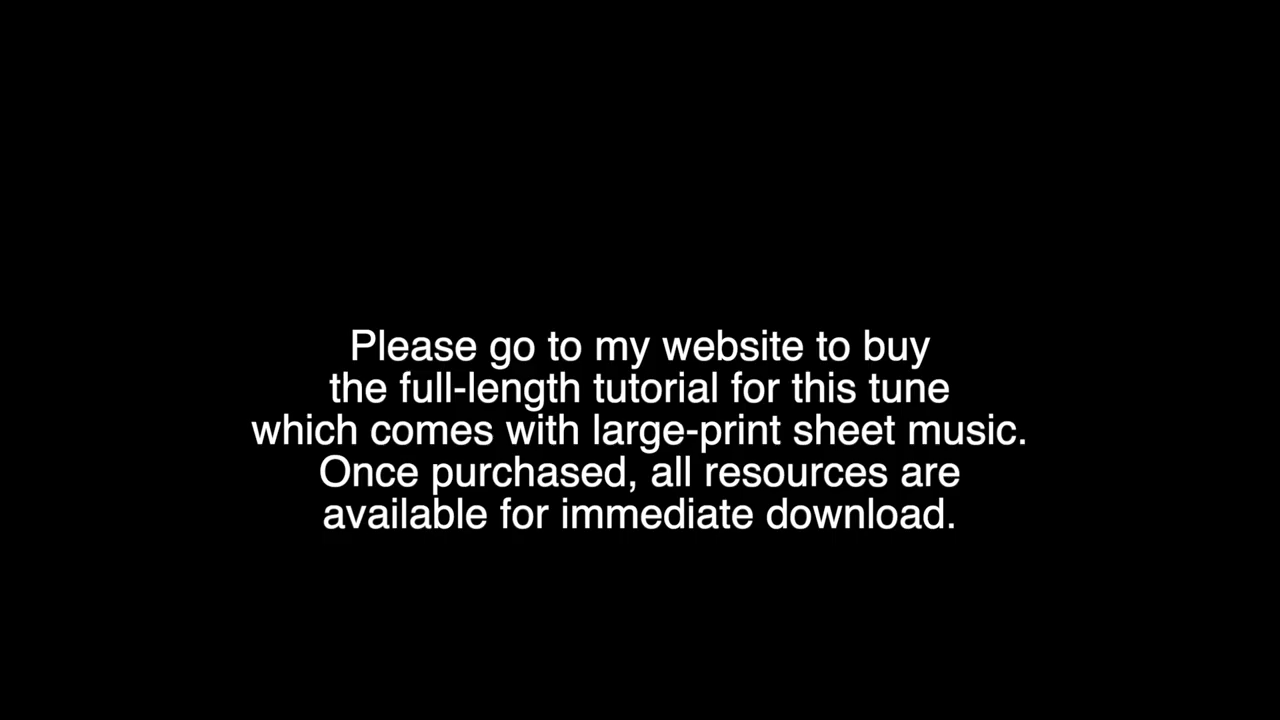 Please go to my website to buy
the full-length tutorial for this tune
which comes with large-print sheet music.
Once purchased, all resources are
available for immediate download.